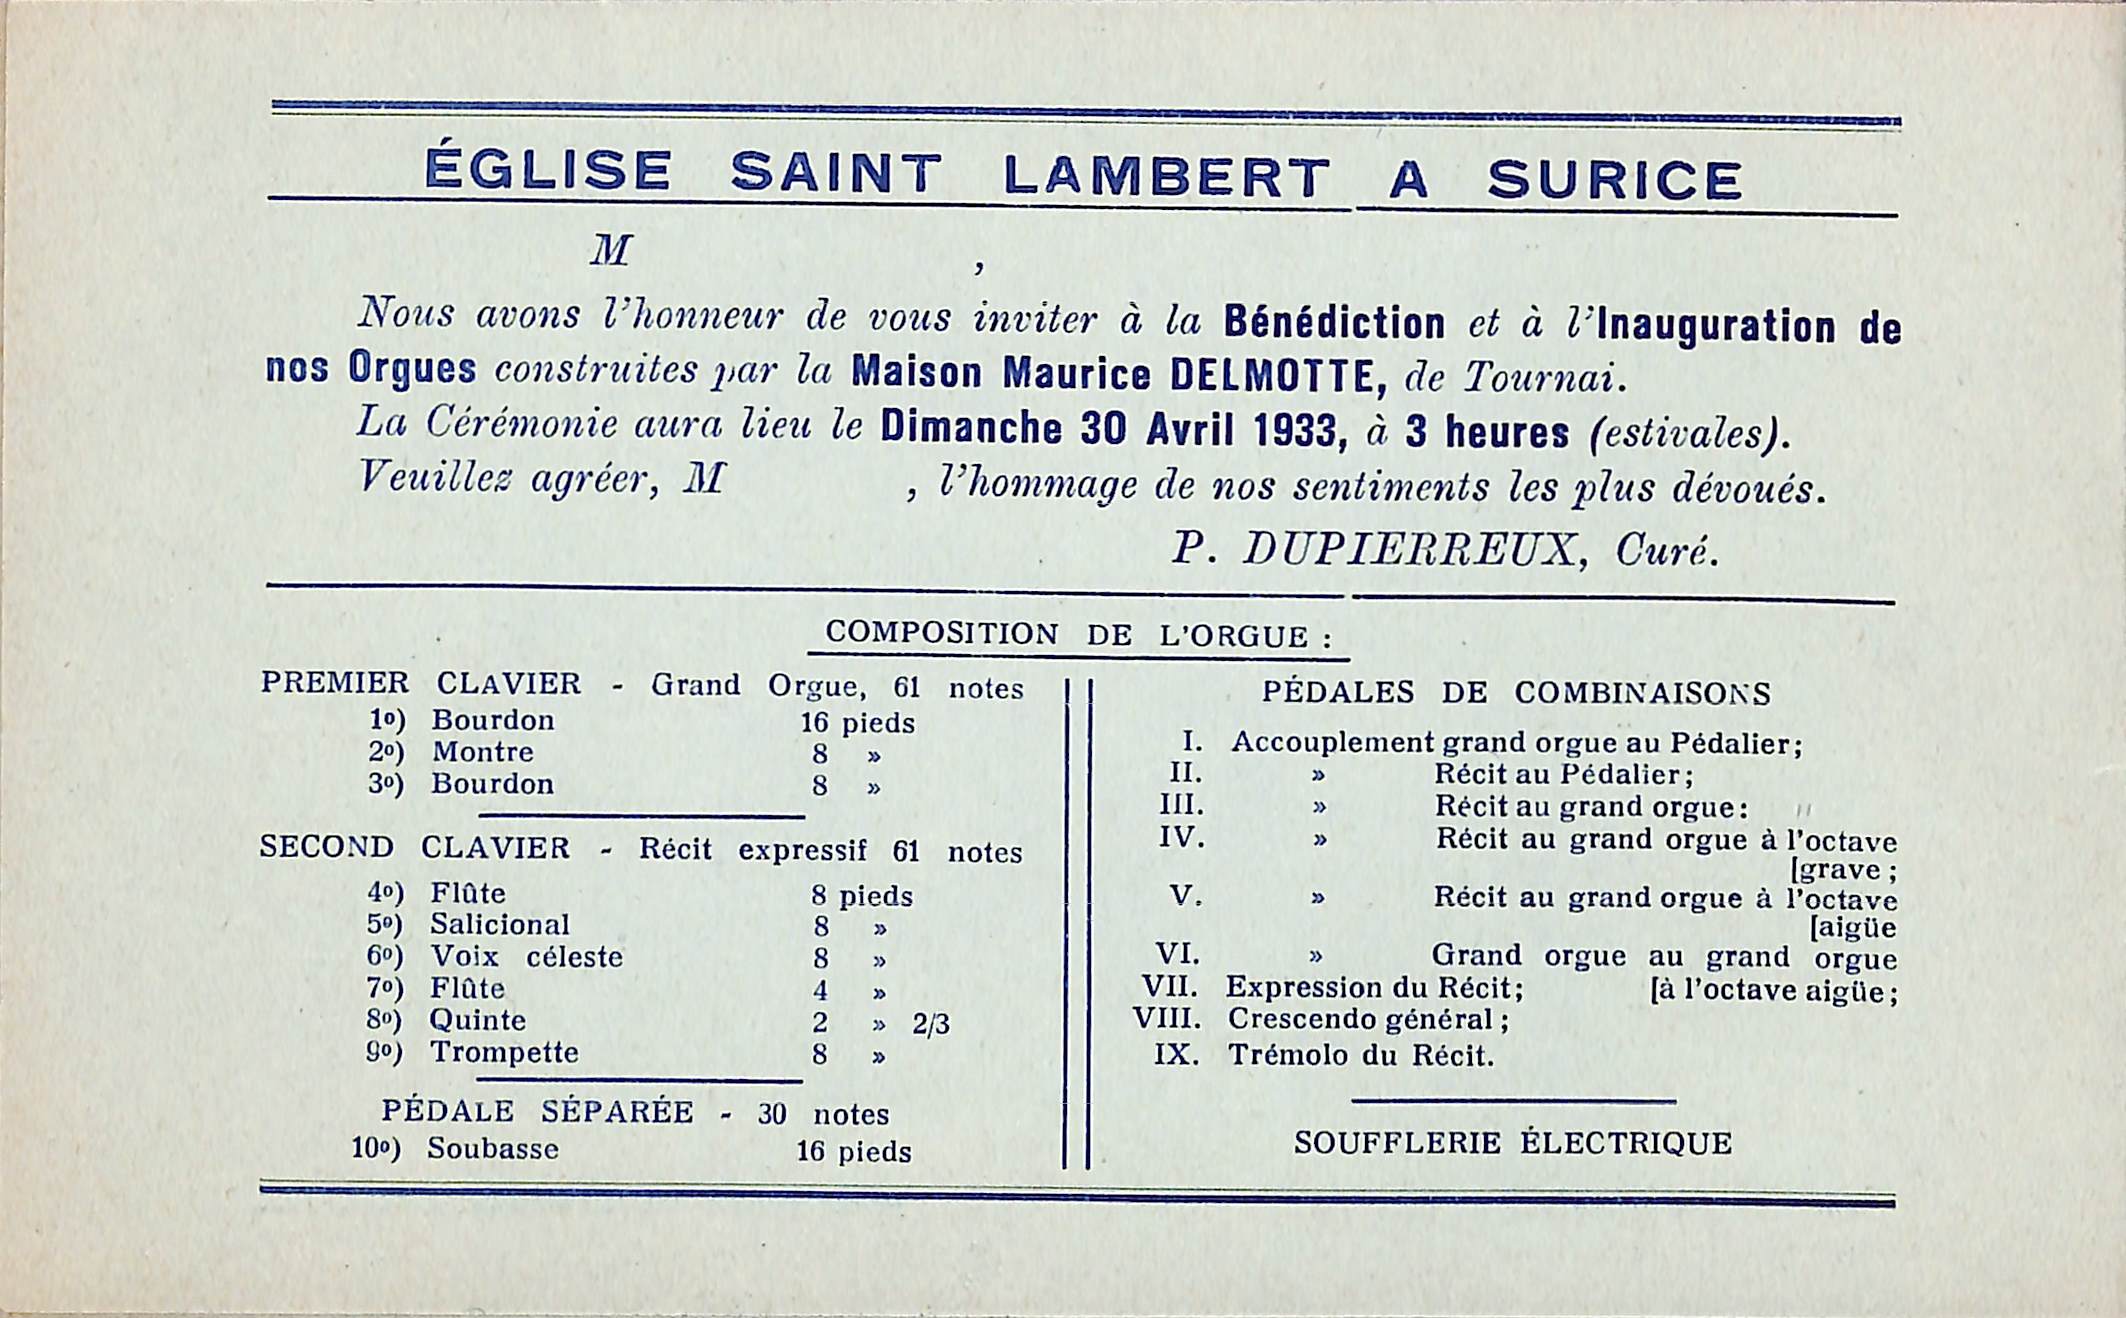 ÉGLISE SAINT LAMBERT A SURICE
M ,
Nous avons l'honneur de vous inviter à la Bénédiction et à l'Inauguration de
nos Orgues construites par la Maison Maurice DELMOTTE, de Tournai.
La Cérémonie aura lieu le Dimanche 30 Avril 1933, à 3 heures (estivales).
Veuillez agréer, M , l'hommage de nos sentiments les plus dévoués.
P. DUPIERREUX, Curé.
COMPOSITION DE L'ORGUE :
PREMIER CLAVIER - Grand Orgue, 61 notes
1o) Bourdon 16 pieds
2o) Montre 8 »
3o) Bourdon 8 »
SECOND CLAVIER - Récit expressif 61 notes
4o) Flûte 8 pieds
5o) Salicional 8 »
6o) Voix céleste 8 »
7o) Flûte 4 »
8o) Quinte 2 » 2/3
9o) Trompette 8 »
PÉDALE SÉPARÉE - 30 notes
10o) Soubasse 16 pieds
PÉDALES DE COMBINAISONS
I. Accouplement grand orgue au Pédalier;
II. » Récit au Pédalier;
III. » Récit au grand orgue:
IV. » Récit au grand orgue à l'octave
[grave ;
V. » Récit au grand orgue à l'octave
[aigüe
VI. » Grand orgue au grand orgue
VII. Expression du Récit; [à l'octave aigüe;
VIII. Crescendo général ;
IX. Trémolo du Récit.
SOUFFLERIE ÉLECTRIQUE